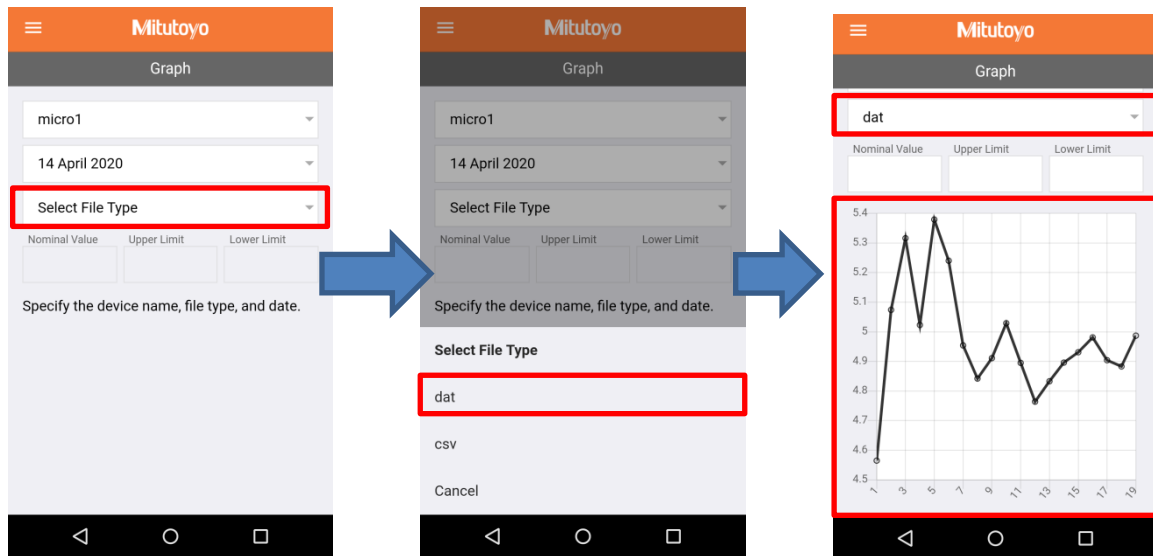 Mitutoyo
Graph
micro1
14 April 2020
Select File Type
Nominal Value Upper Limit Lower Limit
Specify the device name, file type, and date.
Mitutoyo
Graph
micro1
14 April 2020
Select File Type
Nominal Value Upper Limit Lower Limit
Specify the device name, file type, and date.
Select File Type
dat
csv
Cancel
Mitutoyo
Graph
dat
Nominal Value Upper Limit Lower Limit
5.4
5.3
5.2
5.1
5
4.9
4.8
4.7
4.6
4.5
1 3 5 7 9 11 13 15 17 19